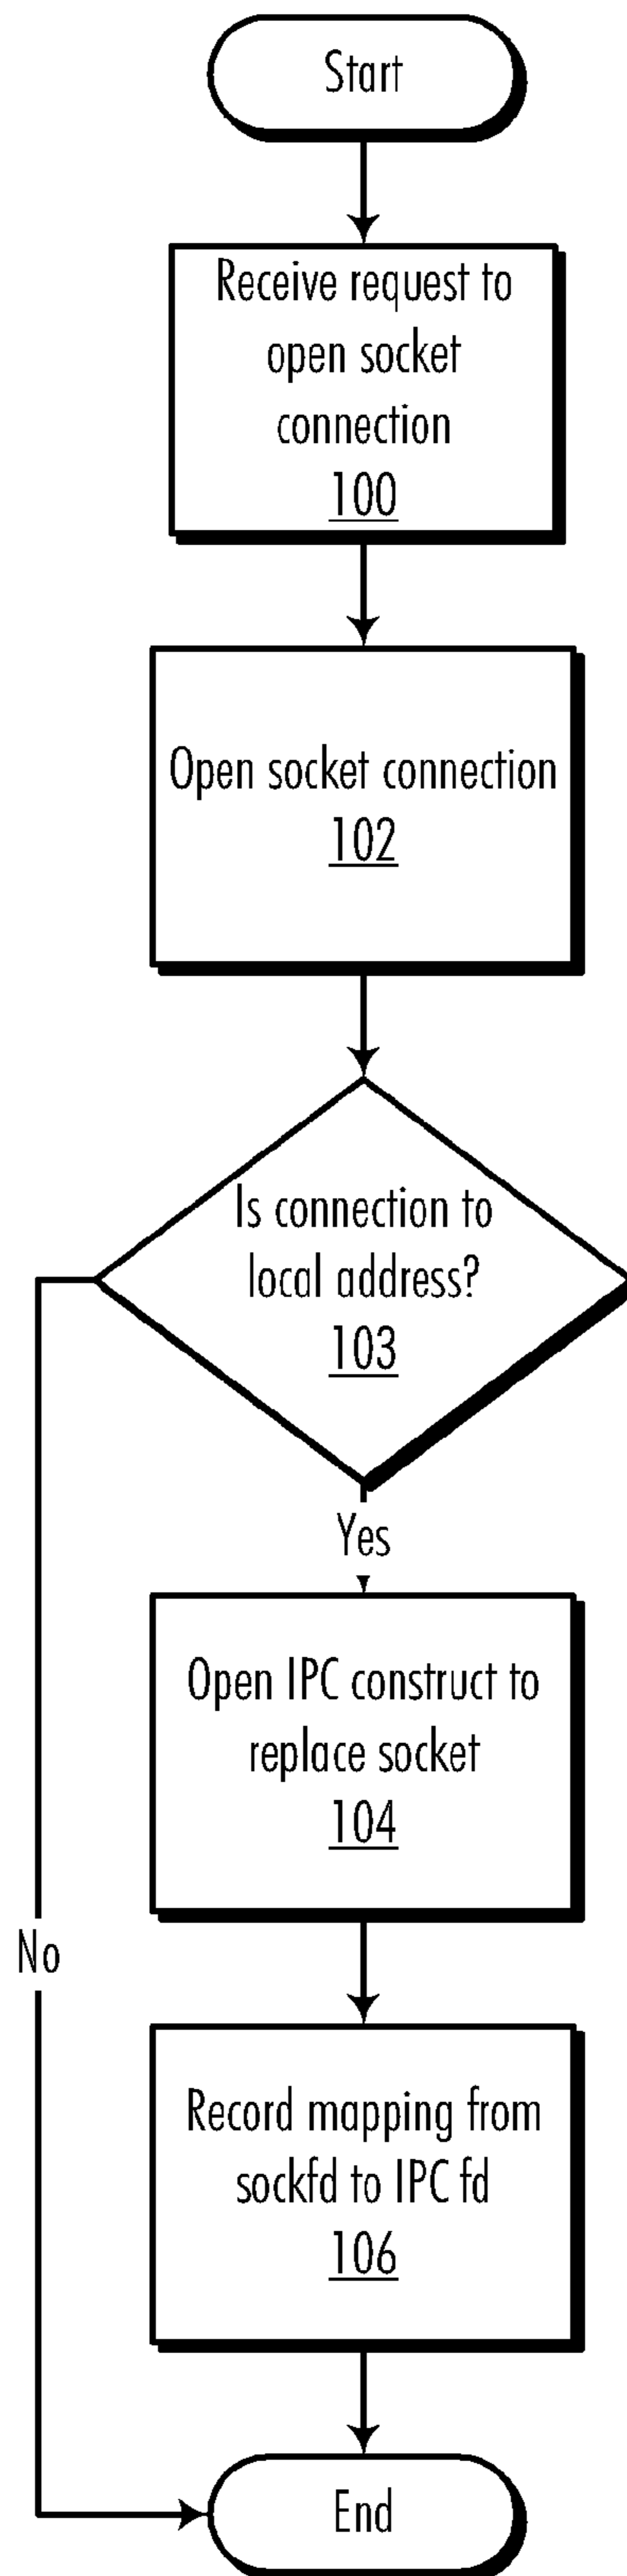 Start
Receive request to
open socket
connection
100
Open socket connection
102
Is connection to
local address?
103
Yes
Open IPC construct to
replace socket
104
No
Record mapping from
sockfd to IPC fd
106
End